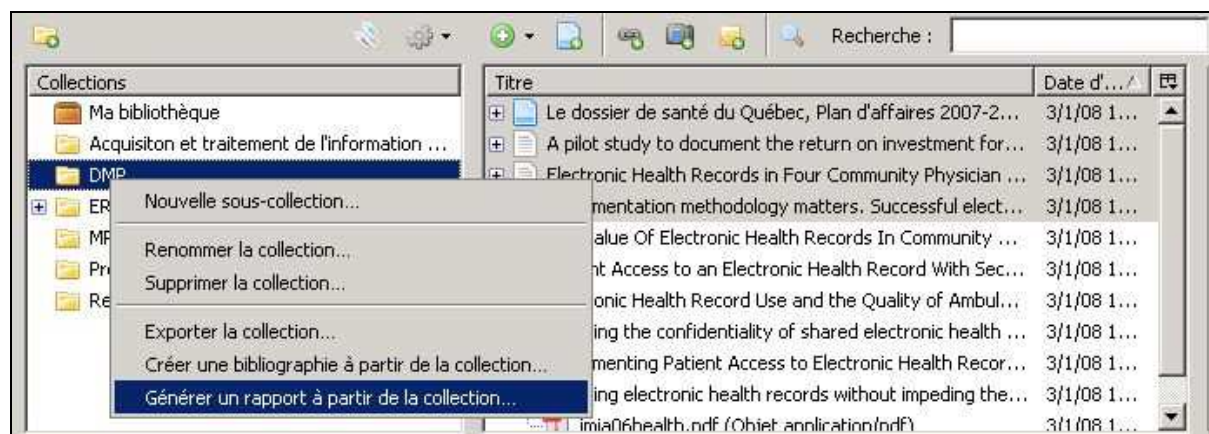 Recherche :
Collections
Titre
Date d'...
Ma bibliothèque
Acquisiton et traitement de l'information ...
DMP
ER
MR
Pr
Re
Nouvelle sous-collection...
Renommer la collection...
Supprimer la collection...
Exporter la collection...
Créer une bibliographie à partir de la collection...
Générer un rapport à partir de la collection...
Le dossier de santé du Québec, Plan d'affaires 2007-2... 3/1/08 1...
A pilot study to document the return on investment for... 3/1/08 1...
Electronic Health Records in Four Community Physician ... 3/1/08 1...
mentation methodology matters. Successful elect... 3/1/08 1...
alue Of Electronic Health Records In Community ... 3/1/08 1...
nt Access to an Electronic Health Record With Sec... 3/1/08 1...
onic Health Record Use and the Quality of Ambul... 3/1/08 1...
ing the confidentiality of shared electronic health ... 3/1/08 1...
menting Patient Access to Electronic Health Recor... 3/1/08 1...
ing electronic health records without impeding the... 3/1/08 1...
imia06health.pdf (Objet application/pdf) 3/1/08 1...